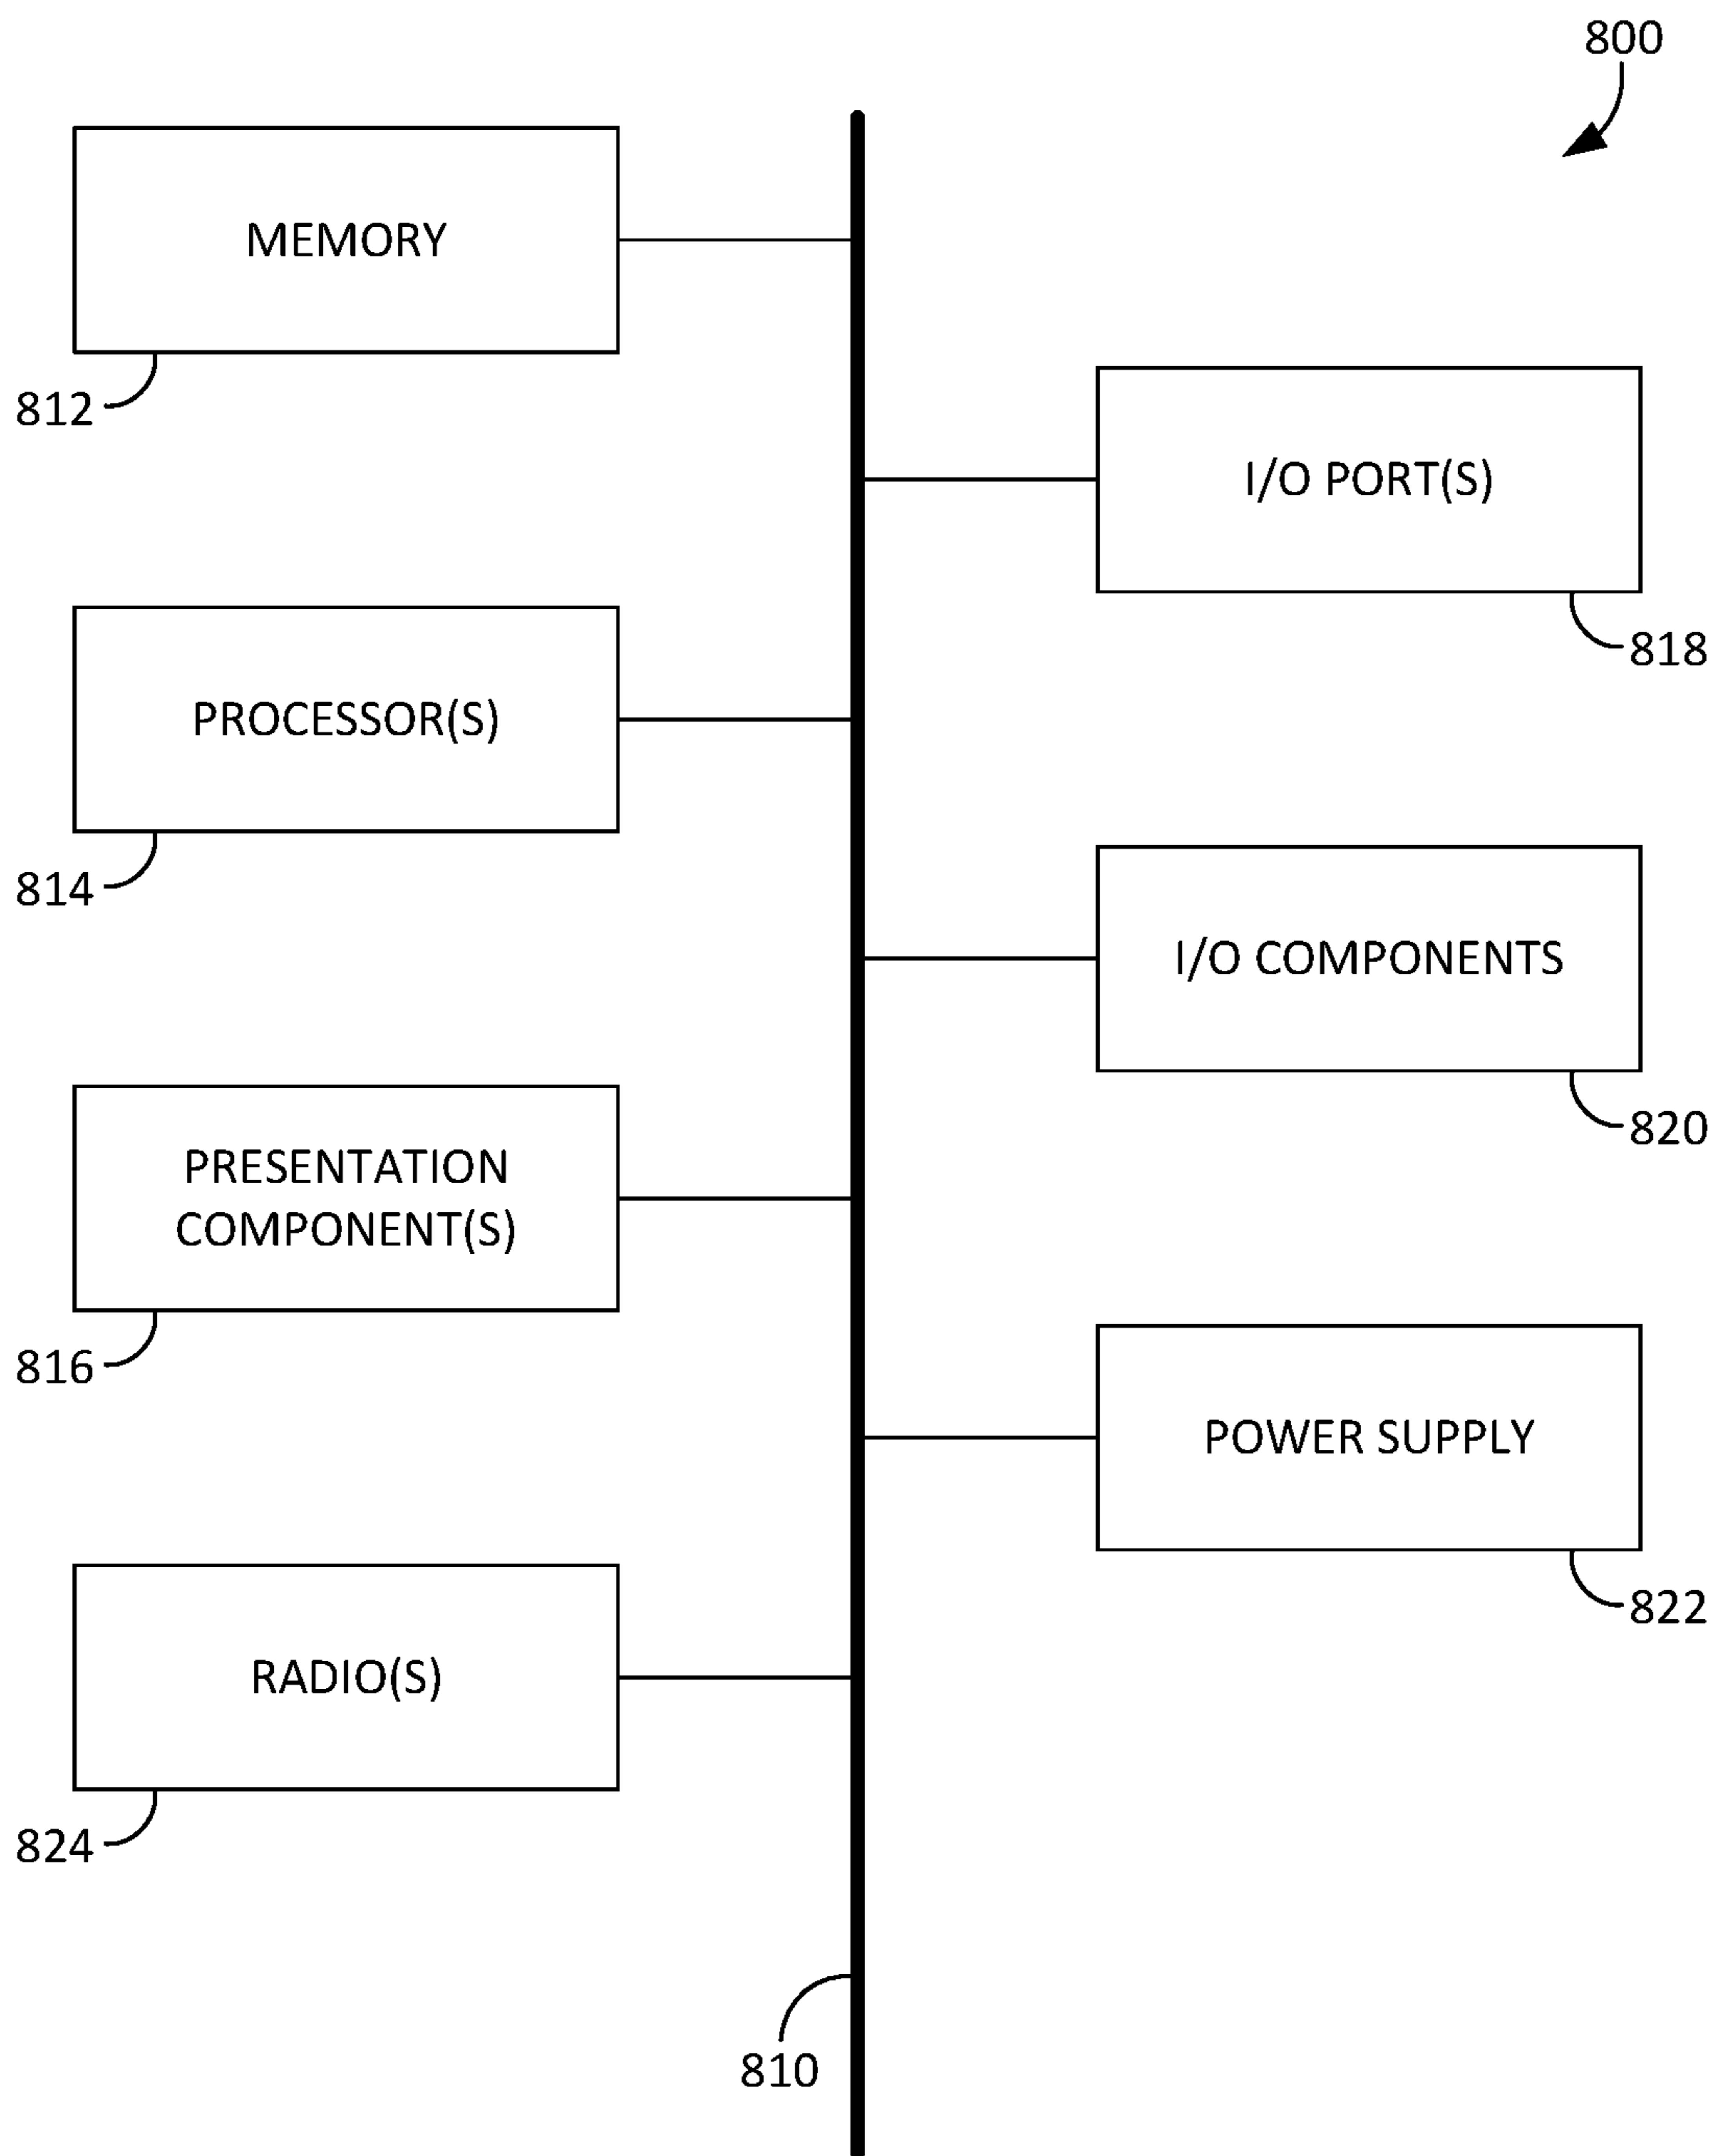 800
MEMORY
812
I/O PORT(S)
818
PROCESSOR(S)
814
I/O COMPONENTS
820
PRESENTATION
COMPONENT(S)
816
POWER SUPPLY
822
RADIO(S)
824
810